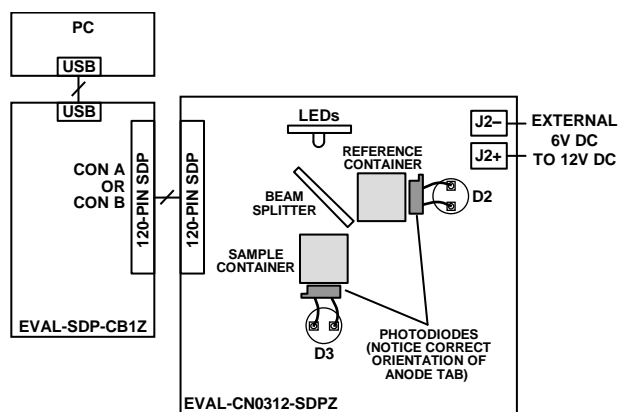 PC
USB
USB
CON A
OR
CON B
120-PIN SDP
120-PIN SDP
EVAL-SDP-CB1Z
LEDs
J2–
J2+
EXTERNAL
6V DC
TO 12V DC
REFERENCE
CONTAINER
BEAM
SPLITTER
D2
SAMPLE
CONTAINER
D3
PHOTODIODES
(NOTICE CORRECT
ORIENTATION OF
ANODE TAB)
EVAL-CN0312-SDPZ